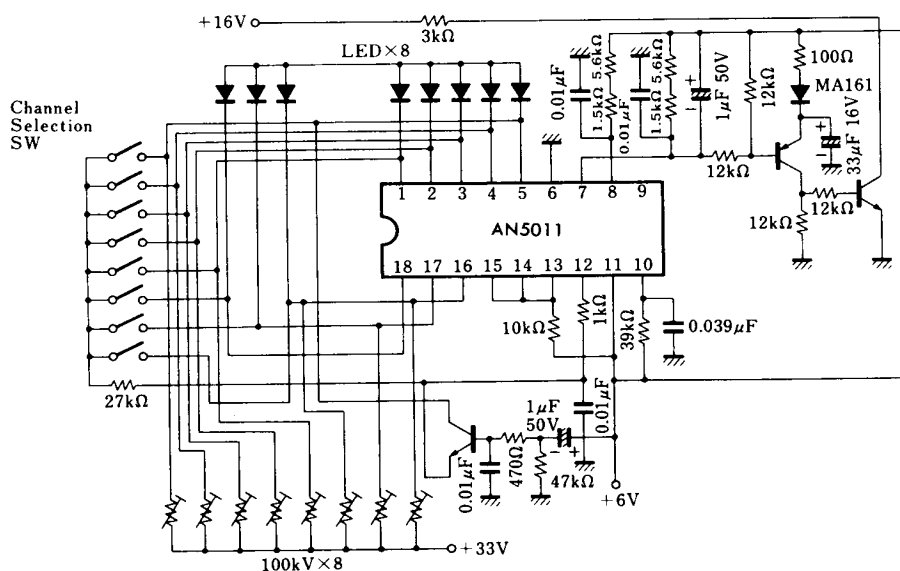 +16V
3kΩ
LED×8
Channel
Selection
SW
0.01μF
1.5kΩ 5.6kΩ
0.01μF
1.5kΩ 5.6kΩ
+
1μF 50V
-
12kΩ
100Ω
MA161
+
33μF 16V
-
12kΩ
12kΩ
12kΩ
1 2 3 4 5 6 7 8 9
AN5011
18 17 16 15 14 13 12 11 10
10kΩ
1kΩ
39kΩ
0.039μF
27kΩ
0.01μF
1μF
50V
- +
0.01μF
470Ω
47kΩ
+6V
+33V
100kV×8